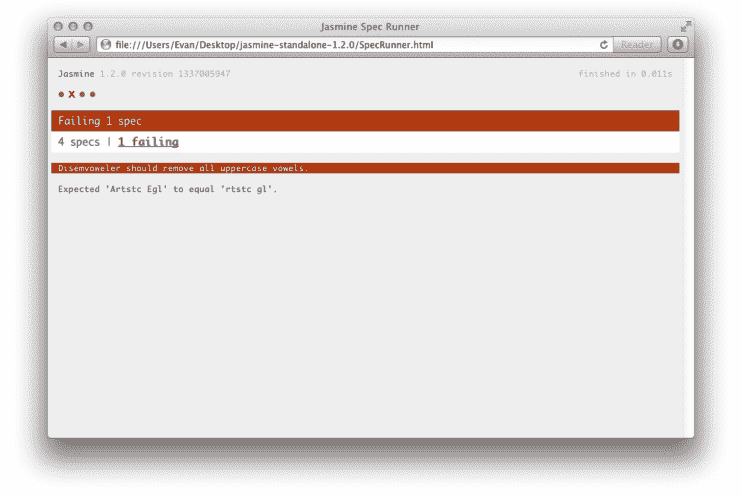 Jasmine Spec Runner
file:///Users/Evan/Desktop/jasmine-standalone-1.2.0/SpecRunner.html
Reader
Jasmine 1.2.0 revision 1337005947
finished in 0.011s
x
Failing 1 spec
4 specs | 1 failing
Disemvoweler should remove all uppercase vowels.
Expected 'Artstc Egl' to equal 'rtstc gl'.